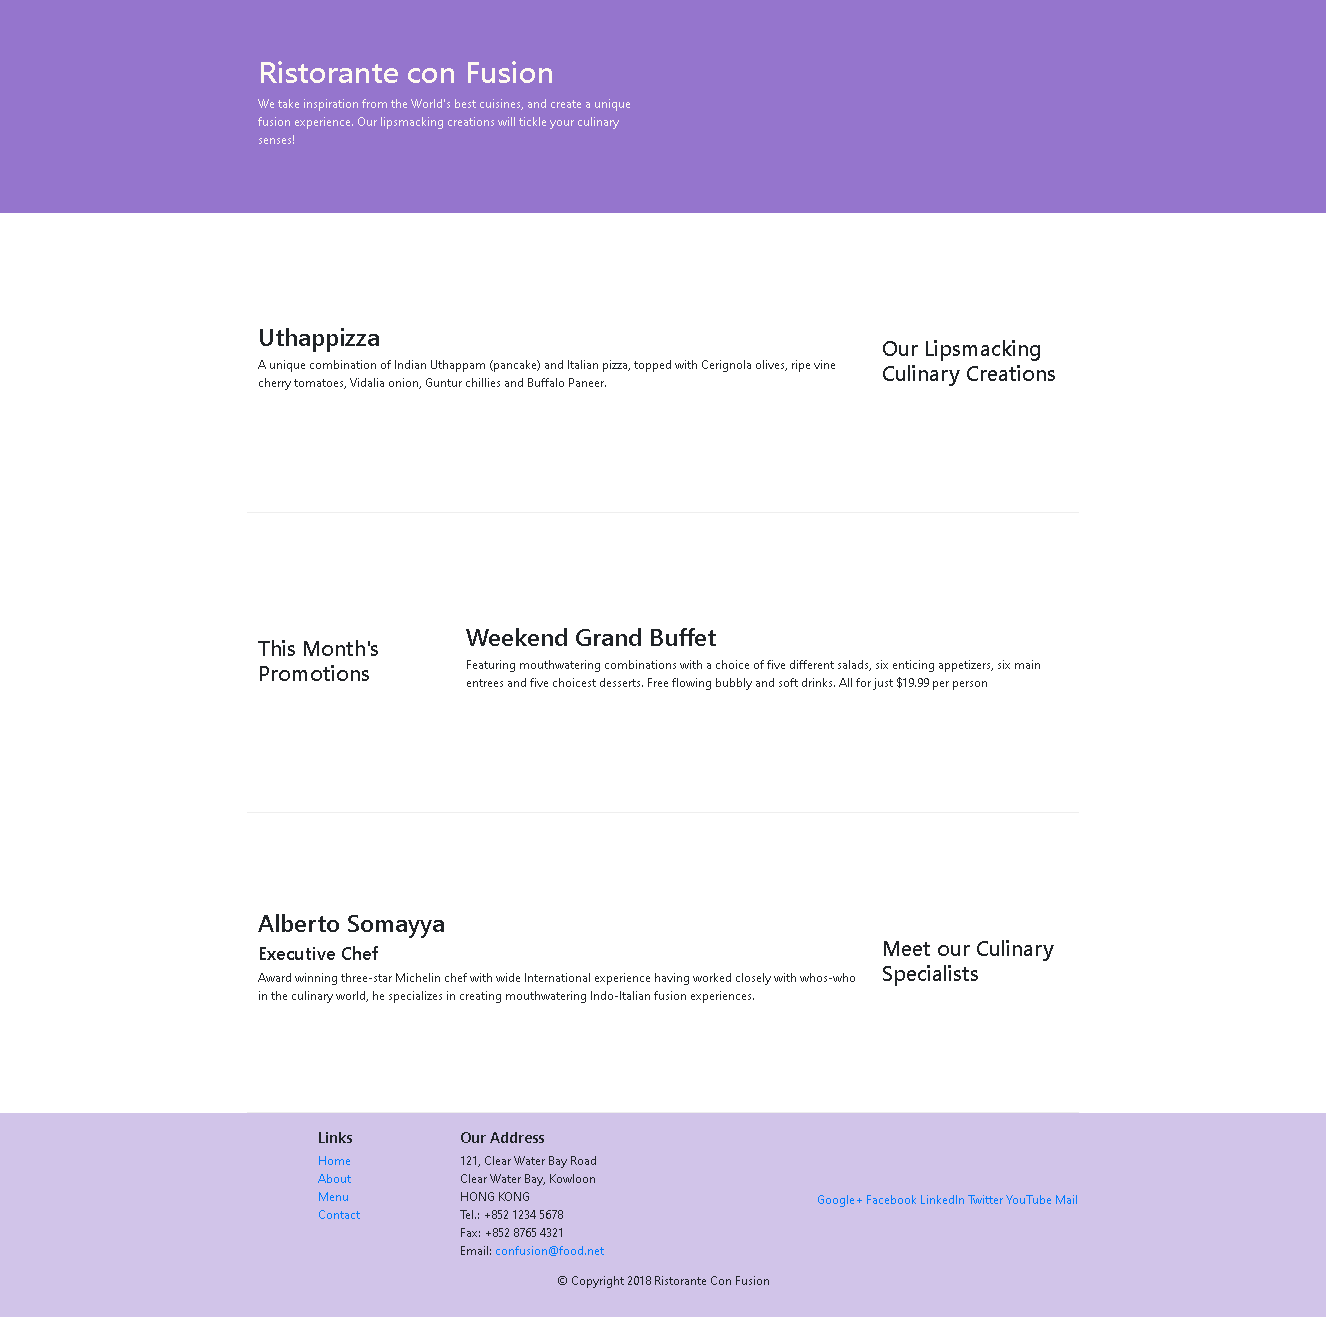 Ristorante con Fusion
We take inspiration from the World's best cuisines, and create a unique
fusion experience. Our lipsmacking creations will tickle your culinary
senses!
Uthappizza
A unique combination of Indian Uthappam (pancake) and Italian pizza, topped with Cerignola olives, ripe vine
cherry tomatoes, Vidalia onion, Guntur chillies and Buffalo Paneer.
Our Lipsmacking
Culinary Creations
This Month's
Promotions
Weekend Grand Buffet
Featuring mouthwatering combinations with a choice of five different salads, six enticing appetizers, six main
entrees and five choicest desserts. Free flowing bubbly and soft drinks. All for just $19.99 per person
Alberto Somayya
Executive Chef
Award winning three-star Michelin chef with wide International experience having worked closely with whos-who
in the culinary world, he specializes in creating mouthwatering Indo-Italian fusion experiences.
Meet our Culinary
Specialists
Links
Home
About
Menu
Contact
Our Address
121, Clear Water Bay Road
Clear Water Bay, Kowloon
HONG KONG
Tel.: +852 1234 5678
Fax: +852 8765 4321
Email: confusion@food.net
Google+ Facebook LinkedIn Twitter YouTube Mail
© Copyright 2018 Ristorante Con Fusion